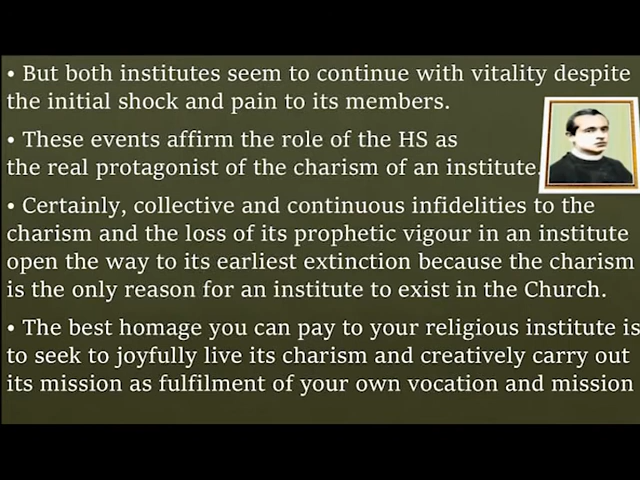 • But both institutes seem to continue with vitality despite
the initial shock and pain to its members.
• These events affirm the role of the HS as
the real protagonist of the charism of an institute.
• Certainly, collective and continuous infidelities to the
charism and the loss of its prophetic vigour in an institute
open the way to its earliest extinction because the charism
is the only reason for an institute to exist in the Church.
• The best homage you can pay to your religious institute is
to seek to joyfully live its charism and creatively carry out
its mission as fulfilment of your own vocation and mission